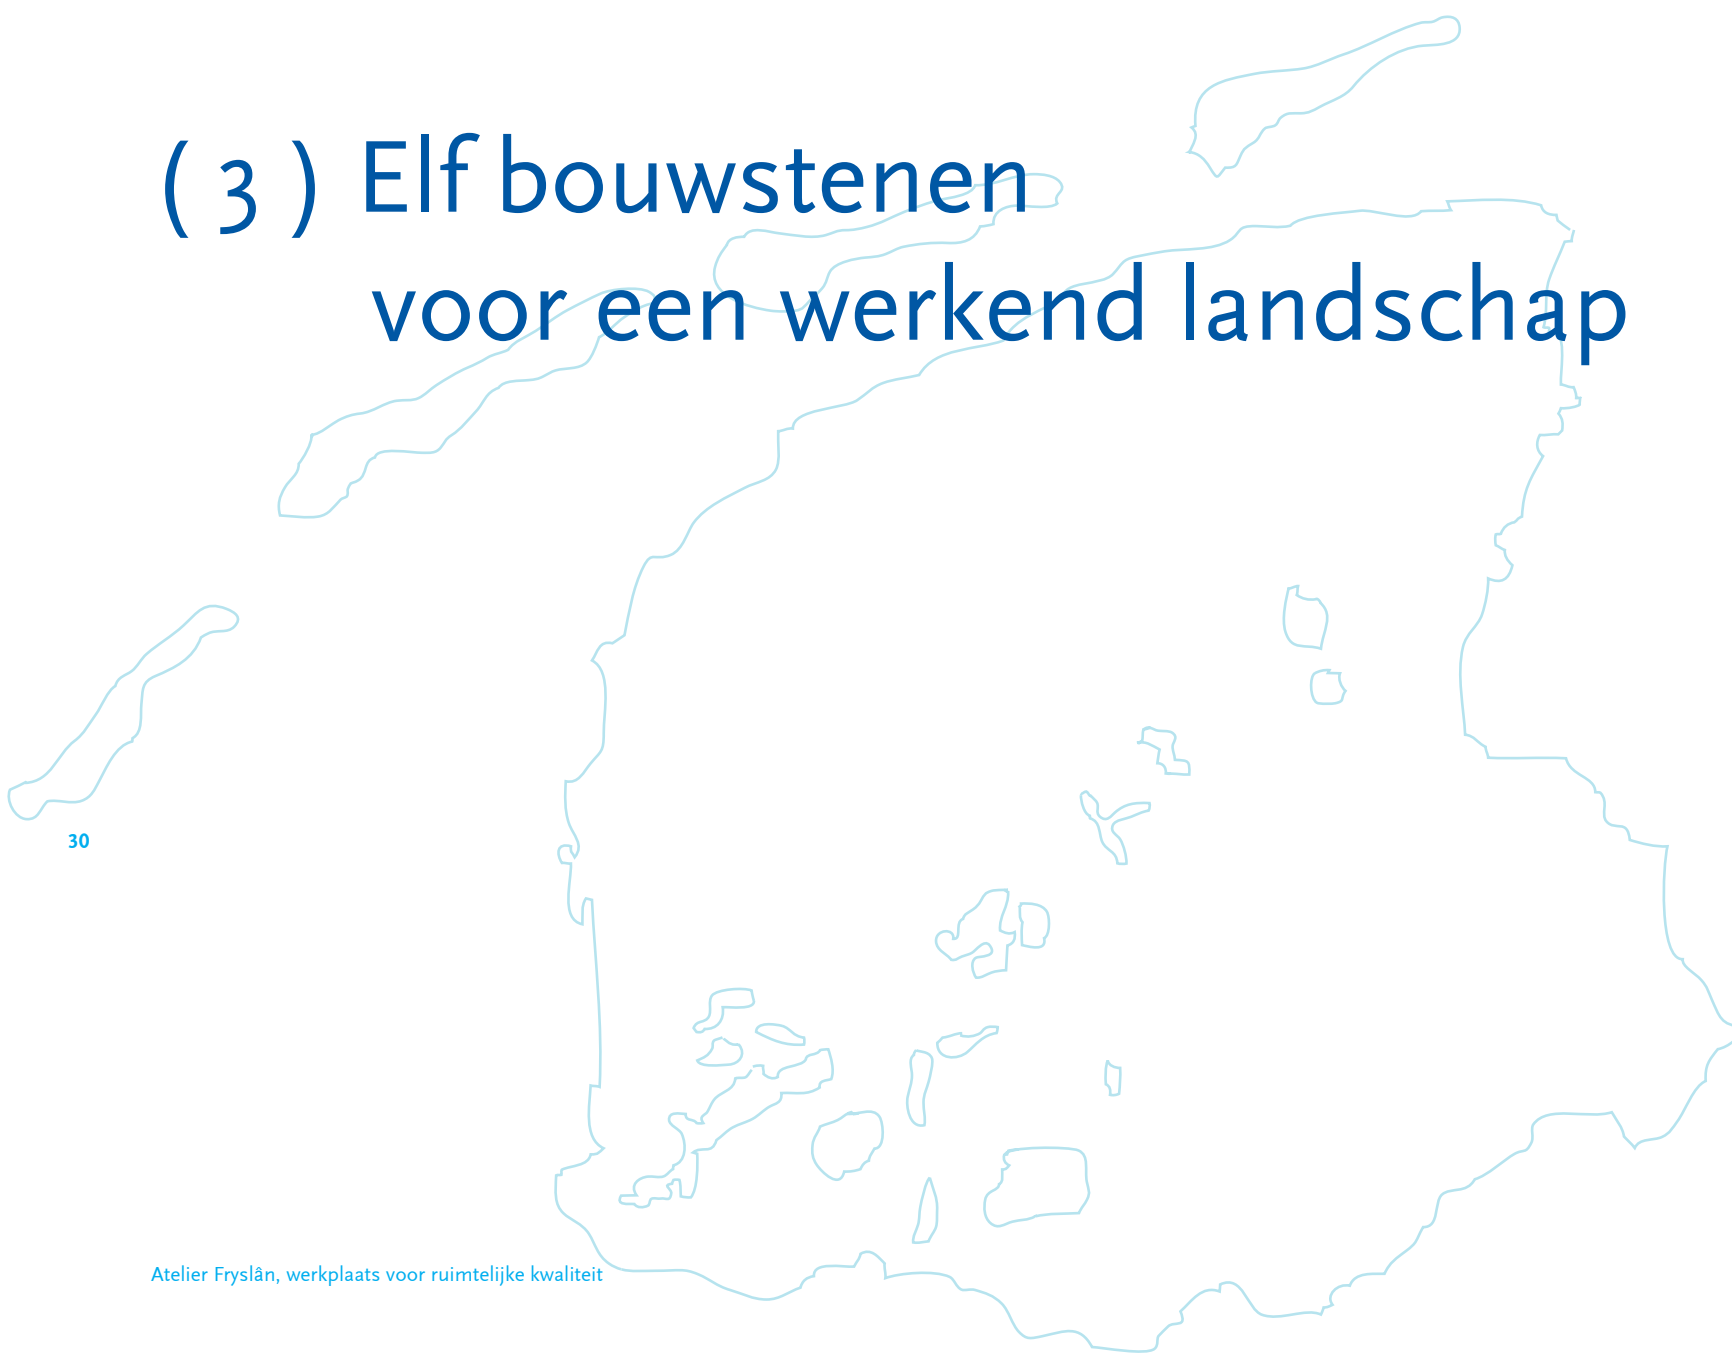 ( 3 ) Elf bouwstenen
voor een werkend landschap
30
Atelier Fryslân, werkplaats voor ruimtelijke kwaliteit